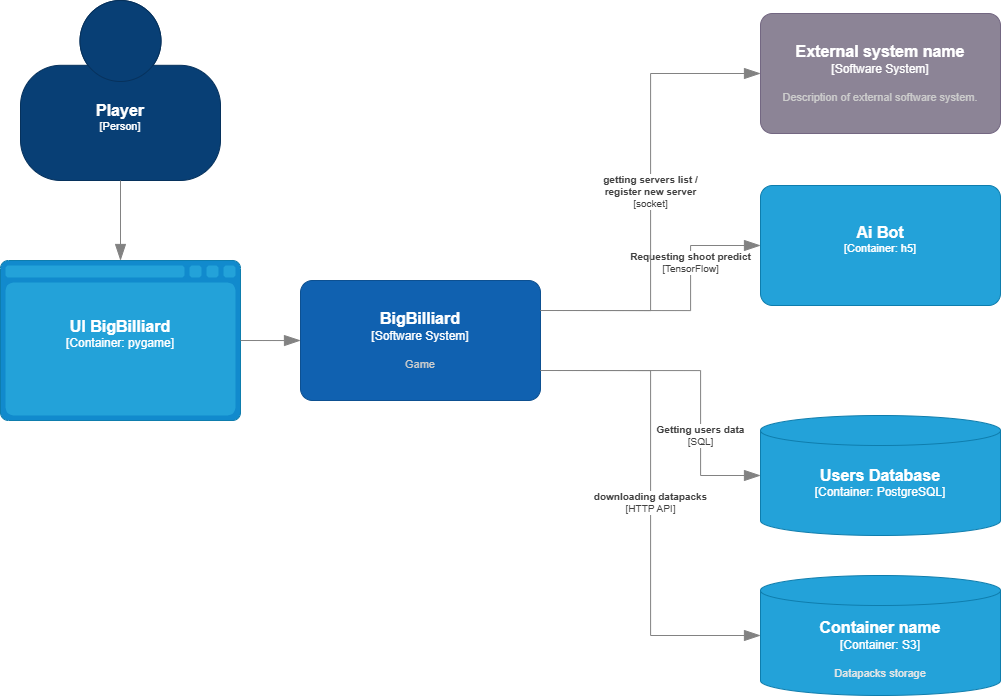 Player
[Person]
UI BigBilliard
[Container: pygame]
BigBilliard
[Software System]
Game
getting servers list /
register new server
[socket]
Requesting shoot predict
[TensorFlow]
Getting users data
[SQL]
downloading datapacks
[HTTP API]
External system name
[Software System]
Description of external software system.
Ai Bot
[Container: h5]
Users Database
[Container: PostgreSQL]
Container name
[Container: S3]
Datapacks storage